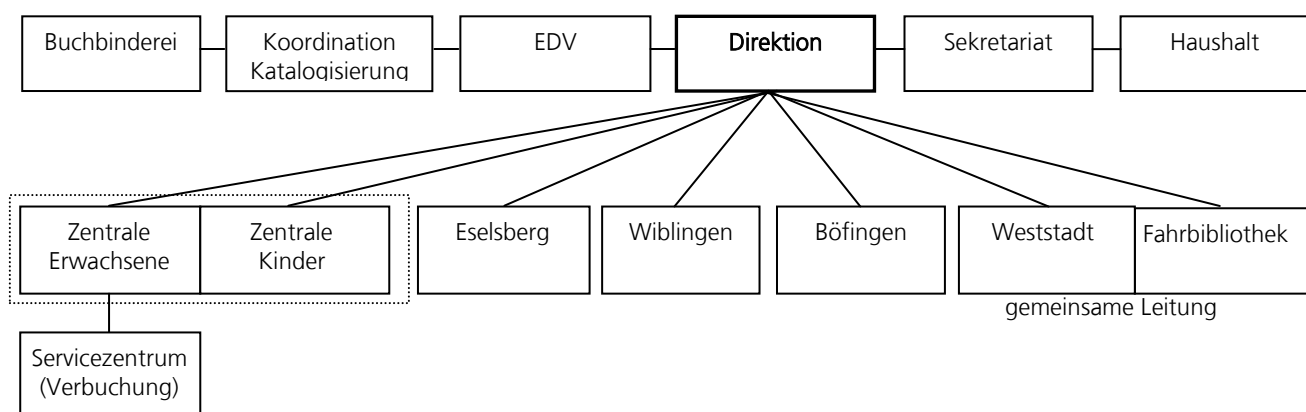 Buchbinderei
Koordination
Katalogisierung
EDV
Direktion
Sekretariat
Haushalt
Zentrale
Erwachsene
Zentrale
Kinder
Eselsberg
Wiblingen
Böfingen
Weststadt
Fahrbibliothek
gemeinsame Leitung
Servicezentrum
(Verbuchung)